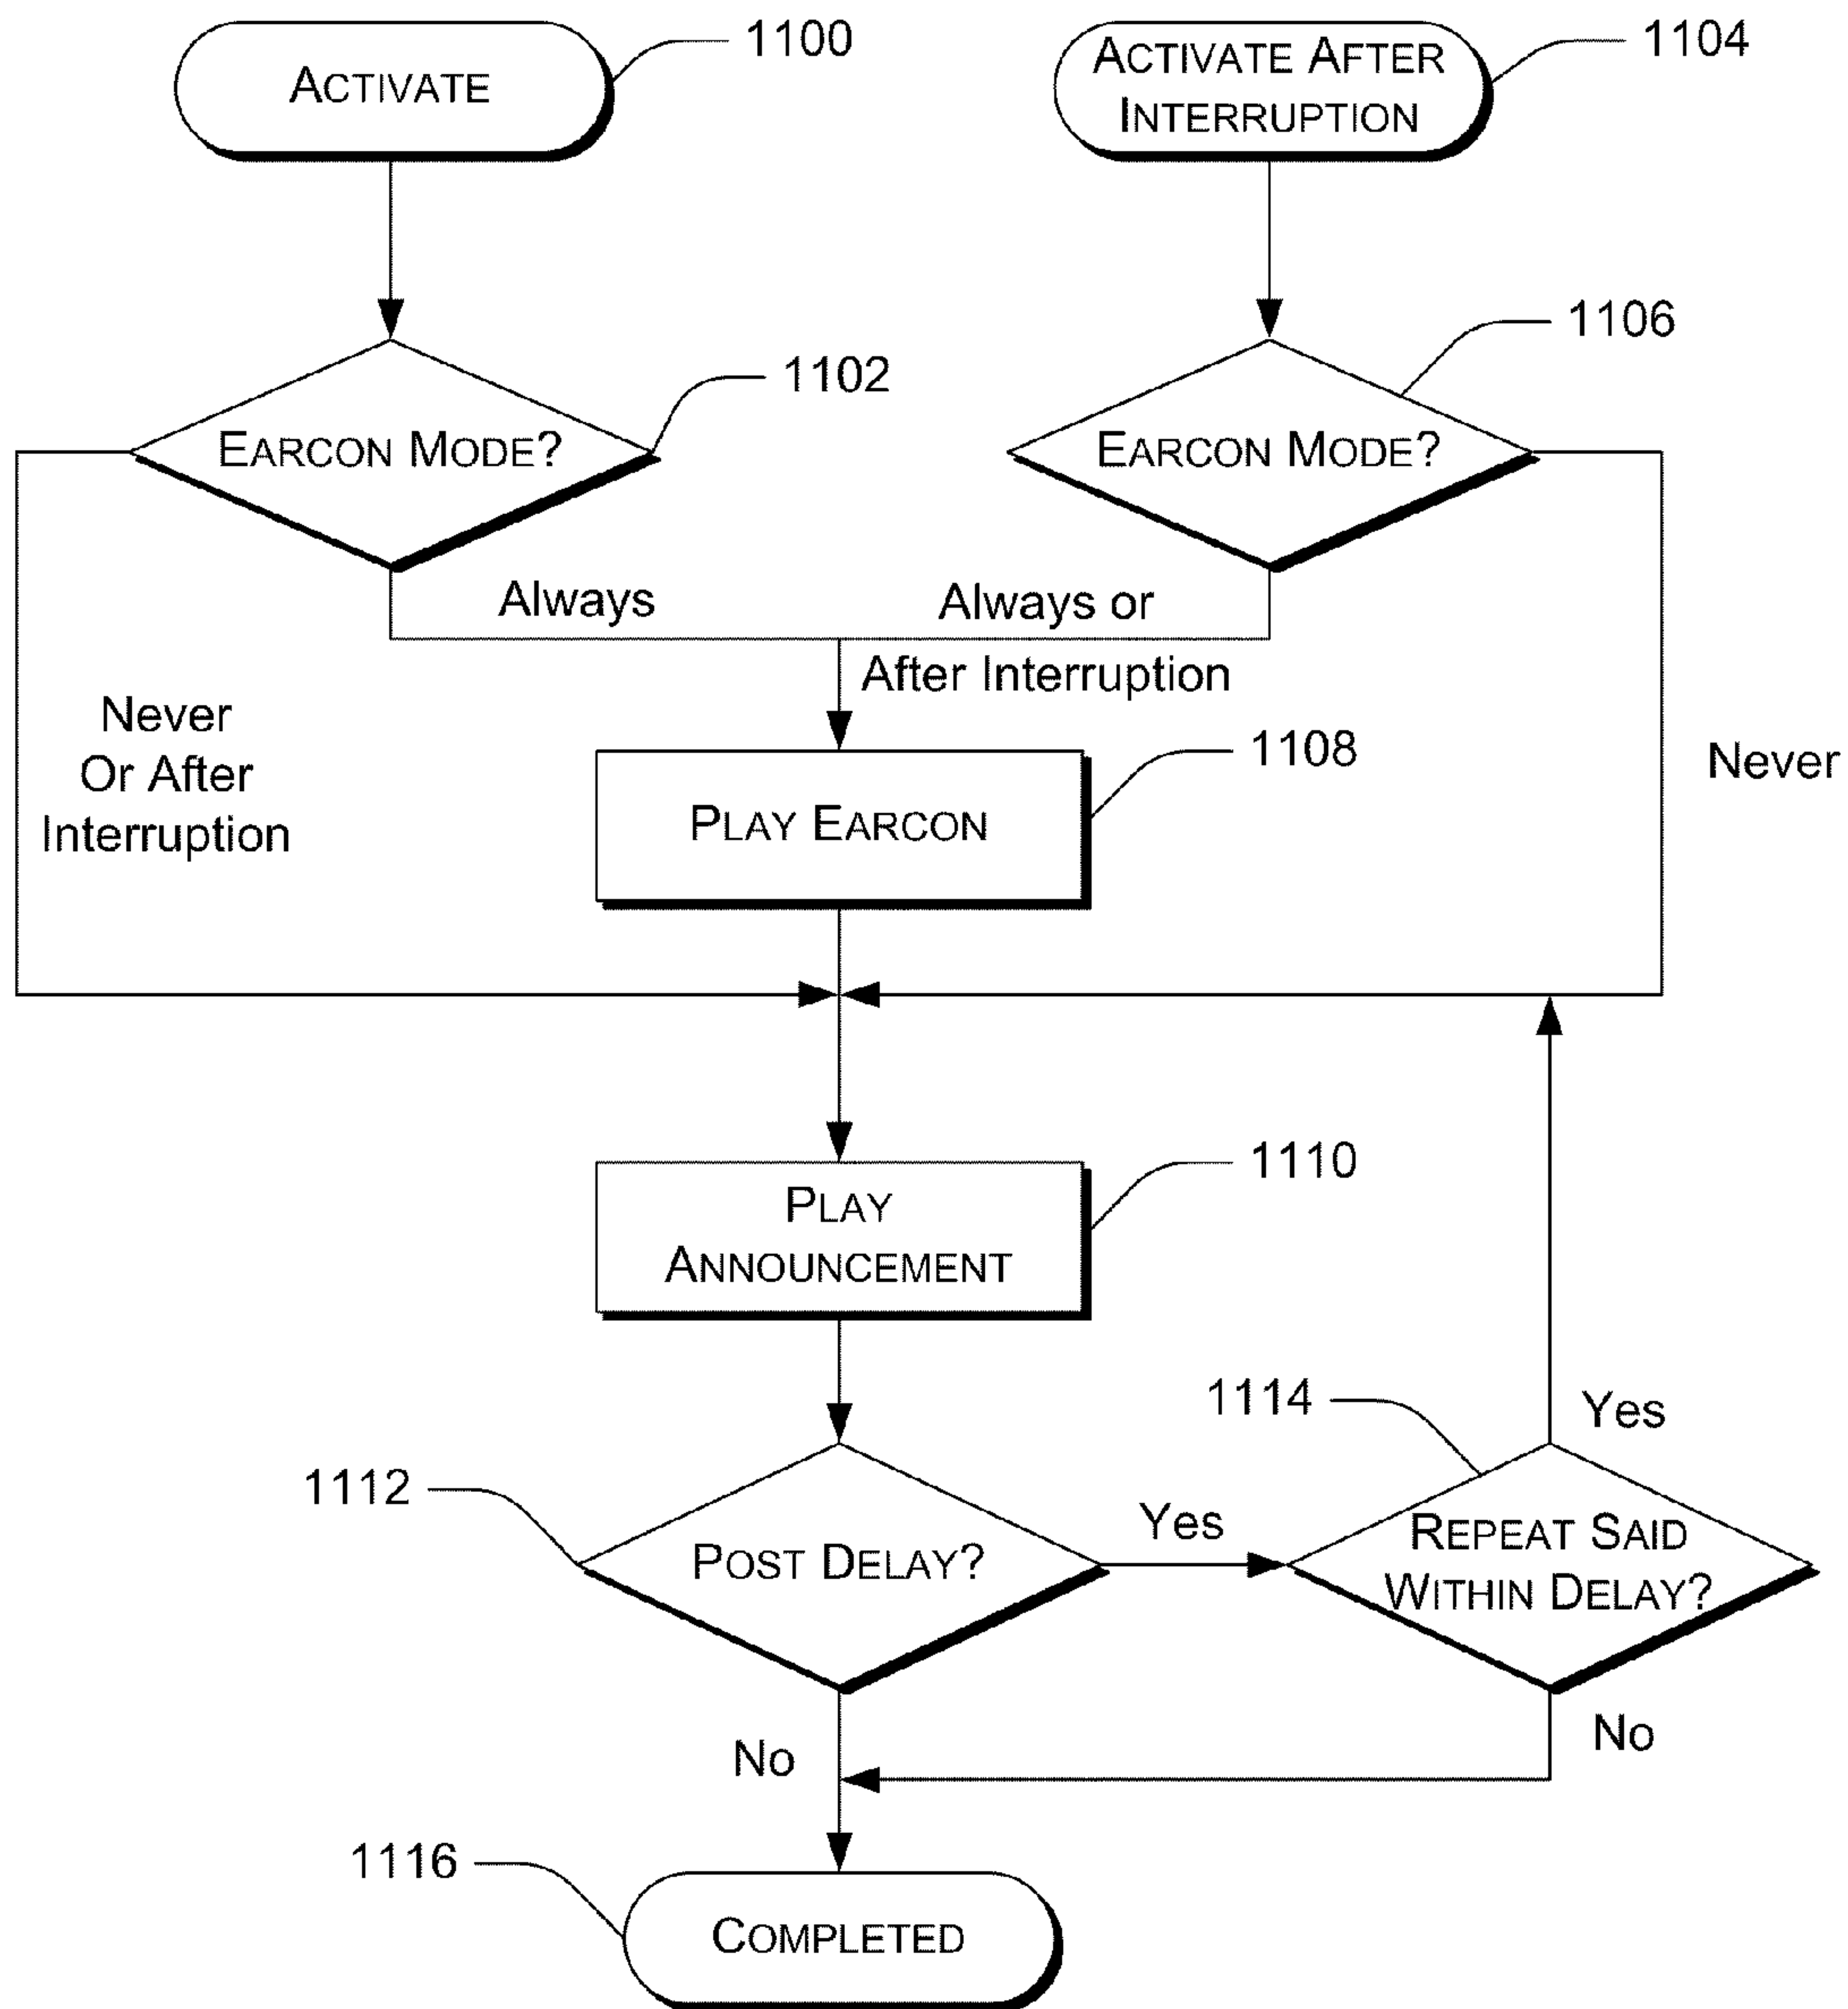 ACTIVATE
1100
ACTIVATE AFTER
INTERRUPTION
1104
EARCON MODE?
1102
EARCON MODE?
1106
Always
Always or
After Interruption
Never
Or After
Interruption
Never
PLAY EARCON
1108
PLAY
ANNOUNCEMENT
1110
POST DELAY?
1112
Yes
REPEAT SAID
WITHIN DELAY?
1114
Yes
No
No
COMPLETED
1116